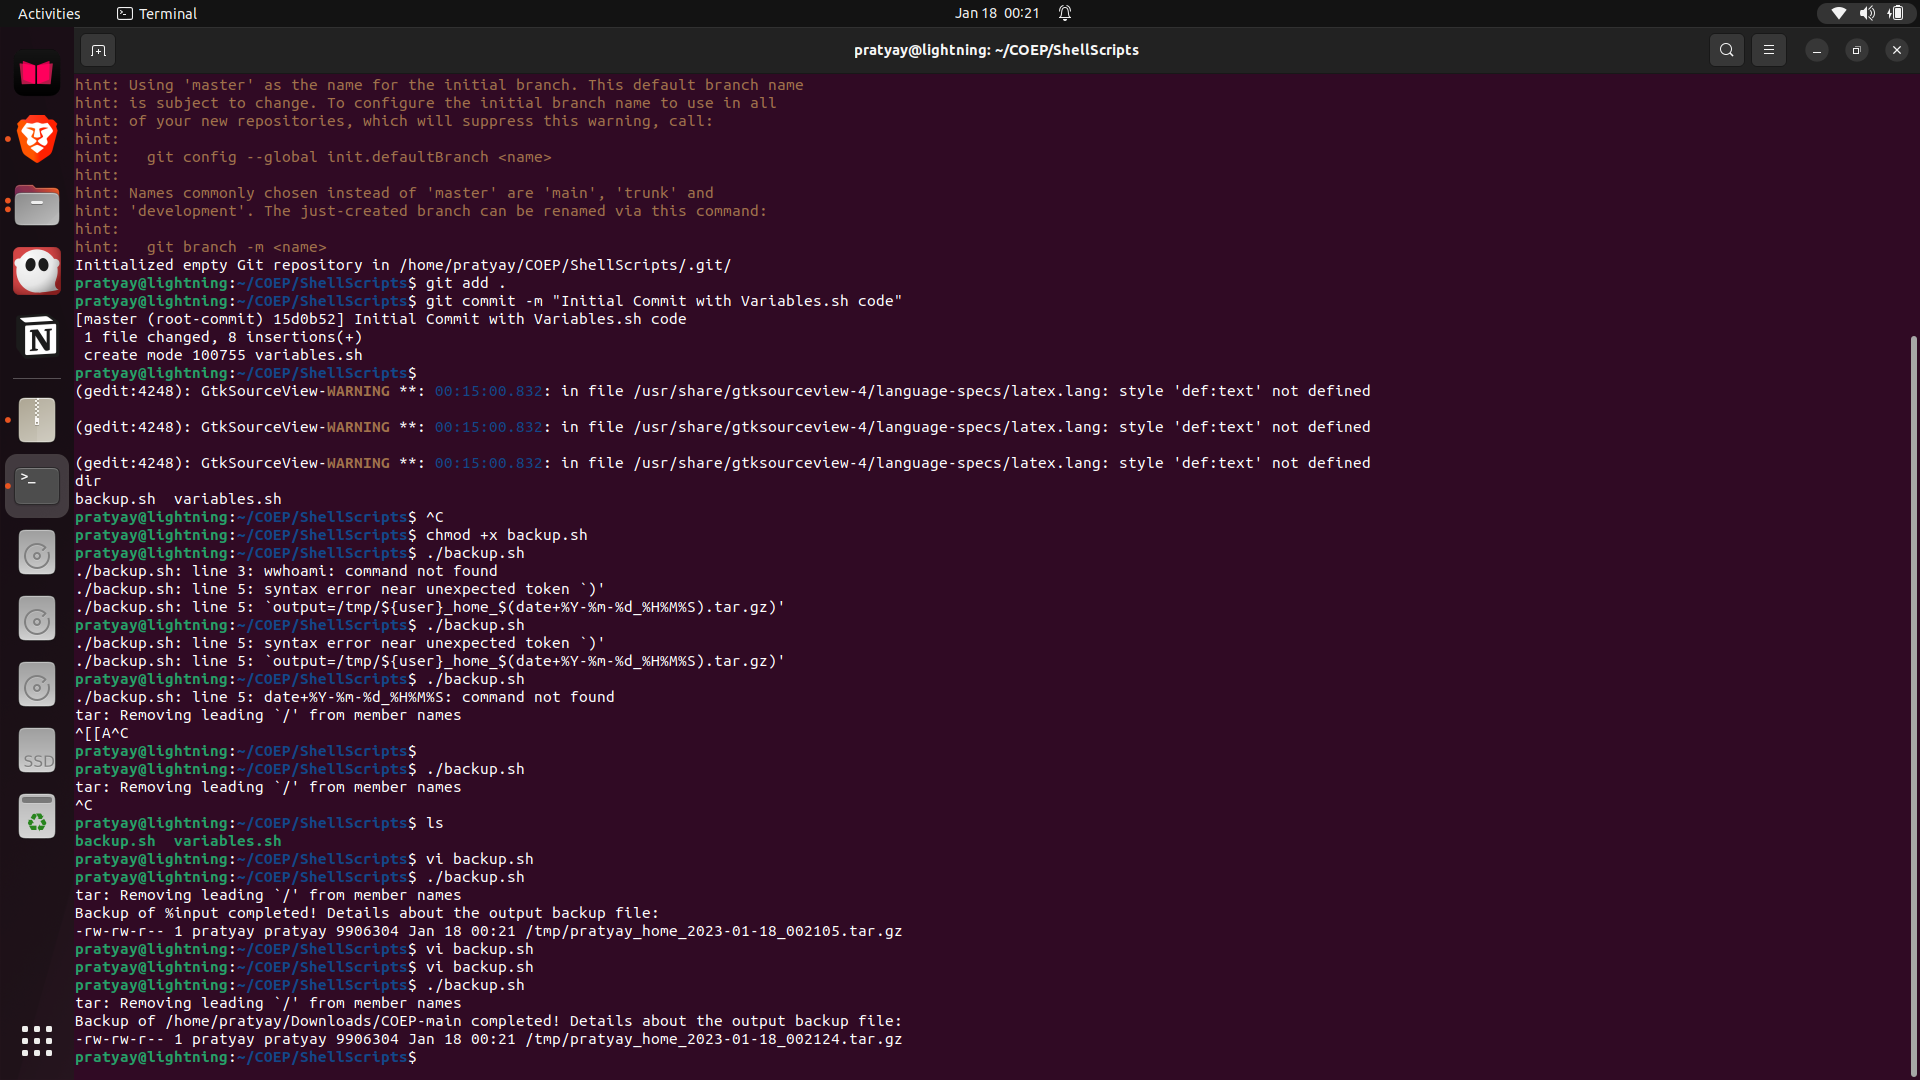 Activities
Terminal
Jan 18 00:21
pratyay@lightning: ~/COEP/ShellScripts
hint: Using 'master' as the name for the initial branch. This default branch name
hint: is subject to change. To configure the initial branch name to use in all
hint: of your new repositories, which will suppress this warning, call:
hint:
hint:   git config --global init.defaultBranch <name>
hint:
hint: Names commonly chosen instead of 'master' are 'main', 'trunk' and
hint: 'development'. The just-created branch can be renamed via this command:
hint:
hint:   git branch -m <name>
Initialized empty Git repository in /home/pratyay/COEP/ShellScripts/.git/
pratyay@lightning:~/COEP/ShellScripts$ git add .
pratyay@lightning:~/COEP/ShellScripts$ git commit -m "Initial Commit with Variables.sh code"
[master (root-commit) 15d0b52] Initial Commit with Variables.sh code
 1 file changed, 8 insertions(+)
 create mode 100755 variables.sh
pratyay@lightning:~/COEP/ShellScripts$
(gedit:4248): GtkSourceView-WARNING **: 00:15:00.832: in file /usr/share/gtksourceview-4/language-specs/latex.lang: style 'def:text' not defined
(gedit:4248): GtkSourceView-WARNING **: 00:15:00.832: in file /usr/share/gtksourceview-4/language-specs/latex.lang: style 'def:text' not defined
(gedit:4248): GtkSourceView-WARNING **: 00:15:00.832: in file /usr/share/gtksourceview-4/language-specs/latex.lang: style 'def:text' not defined
dir
backup.sh  variables.sh
pratyay@lightning:~/COEP/ShellScripts$ ^C
pratyay@lightning:~/COEP/ShellScripts$ chmod +x backup.sh
pratyay@lightning:~/COEP/ShellScripts$ ./backup.sh
./backup.sh: line 3: wwhoami: command not found
./backup.sh: line 5: syntax error near unexpected token `)'
./backup.sh: line 5: `output=/tmp/${user}_home_$(date+%Y-%m-%d_%H%M%S).tar.gz)'
pratyay@lightning:~/COEP/ShellScripts$ ./backup.sh
./backup.sh: line 5: syntax error near unexpected token `)'
./backup.sh: line 5: `output=/tmp/${user}_home_$(date+%Y-%m-%d_%H%M%S).tar.gz)'
pratyay@lightning:~/COEP/ShellScripts$ ./backup.sh
./backup.sh: line 5: date+%Y-%m-%d_%H%M%S: command not found
tar: Removing leading `/' from member names
^[[A^C
pratyay@lightning:~/COEP/ShellScripts$
pratyay@lightning:~/COEP/ShellScripts$ ./backup.sh
tar: Removing leading `/' from member names
^C
pratyay@lightning:~/COEP/ShellScripts$ ls
backup.sh  variables.sh
pratyay@lightning:~/COEP/ShellScripts$ vi backup.sh
pratyay@lightning:~/COEP/ShellScripts$ ./backup.sh
tar: Removing leading `/' from member names
Backup of %input completed! Details about the output backup file:
-rw-rw-r-- 1 pratyay pratyay 9906304 Jan 18 00:21 /tmp/pratyay_home_2023-01-18_002105.tar.gz
pratyay@lightning:~/COEP/ShellScripts$ vi backup.sh
pratyay@lightning:~/COEP/ShellScripts$ vi backup.sh
pratyay@lightning:~/COEP/ShellScripts$ ./backup.sh
tar: Removing leading `/' from member names
Backup of /home/pratyay/Downloads/COEP-main completed! Details about the output backup file:
-rw-rw-r-- 1 pratyay pratyay 9906304 Jan 18 00:21 /tmp/pratyay_home_2023-01-18_002124.tar.gz
pratyay@lightning:~/COEP/ShellScripts$
N
>_
SSD